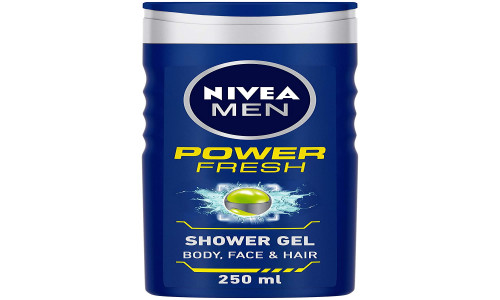 NIVEA
MEN
POWER
FRESH
SHOWER GEL
BODY, FACE & HAIR
250 ml